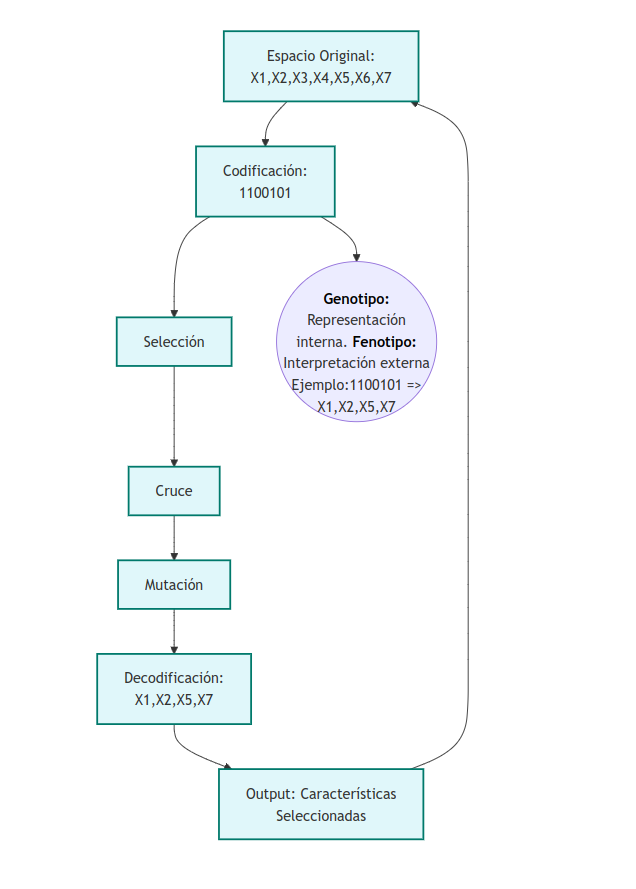 Espacio Original:
X1,X2,X3,X4,X5,X6,X7
Codificación:
1100101
Genotipo:
Representación
interna. Fenotipo:
Interpretación externa
Ejemplo:1100101 =>
X1,X2,X5,X7
Selección
Cruce
Mutación
Decodificación:
X1,X2,X5,X7
Output: Características
Seleccionadas